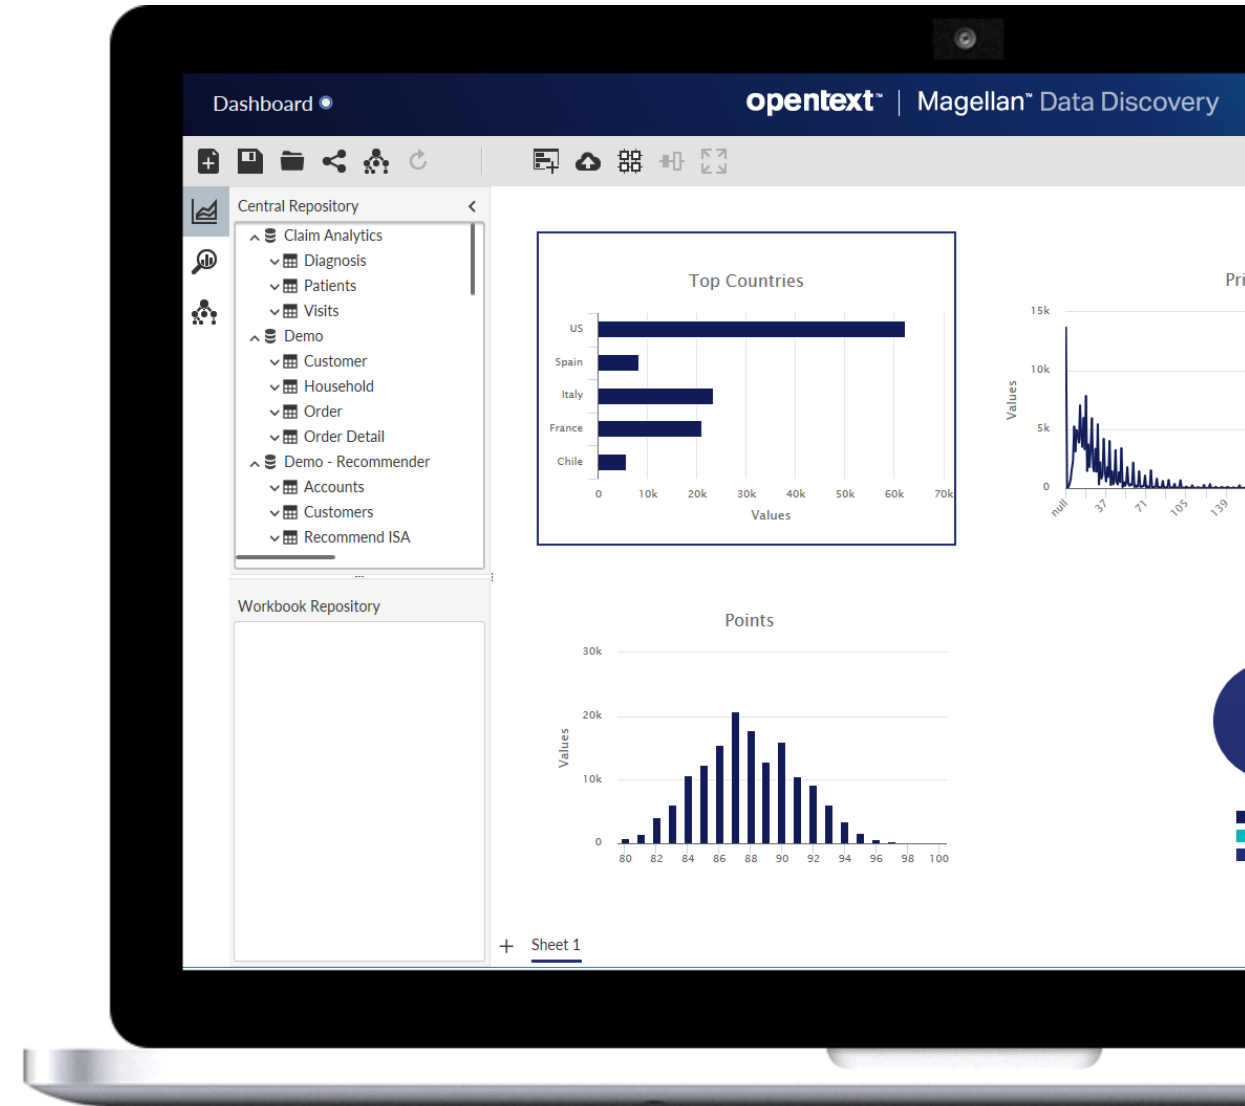 Dashboard
opentext™ | Magellan™ Data Discovery
Central Repository
Claim Analytics
Diagnosis
Patients
Visits
Demo
Customer
Household
Order
Order Detail
Demo - Recommender
Accounts
Customers
Recommend ISA
Workbook Repository
Top Countries
US
Spain
Italy
France
Chile
0 10k 20k 30k 40k 50k 60k 70k
Values
Pri
15k
10k
5k
0
Values
null 37 71 105 139
Points
30k
20k
10k
0
Values
80 82 84 86 88 90 92 94 96 98 100
+ Sheet 1